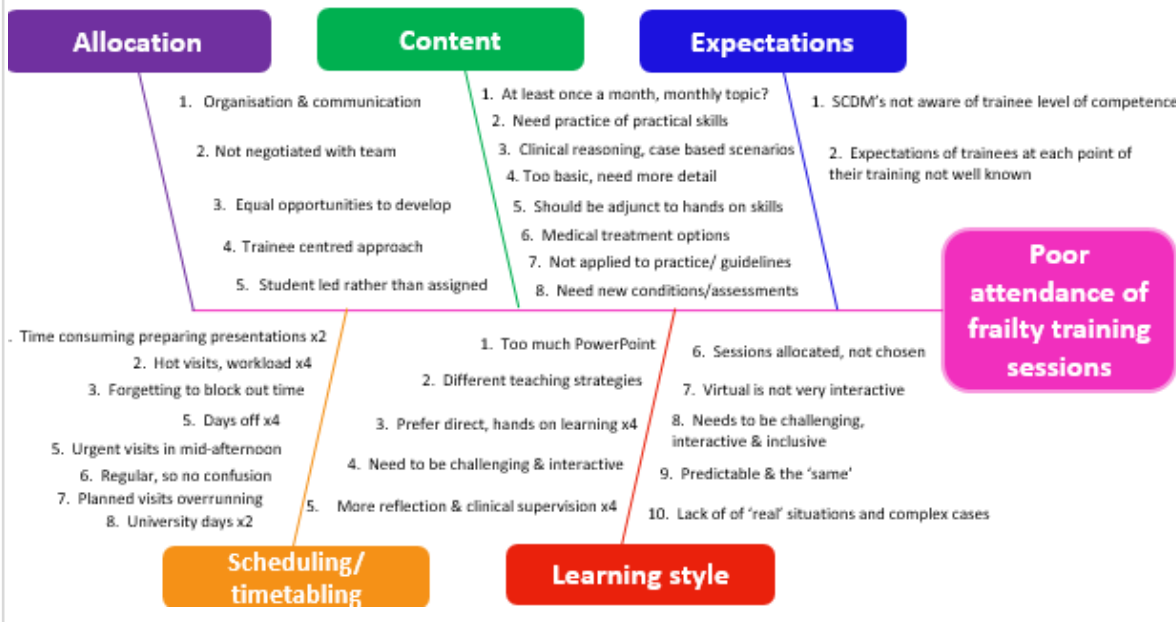 Allocation
1. Organisation & communication
2. Not negotiated with team
3. Equal opportunities to develop
4. Trainee centred approach
5. Student led rather than assigned
Content
1. At least once a month, monthly topic?
2. Need practice of practical skills
3. Clinical reasoning, case based scenarios
4. Too basic, need more detail
5. Should be adjunct to hands on skills
6. Medical treatment options
7. Not applied to practice/ guidelines
8. Need new conditions/assessments
Expectations
1. SCDM's not aware of trainee level of competence
2. Expectations of trainees at each point of
their training not well known
Poor
attendance of
frailty training
sessions
. Time consuming preparing presentations x2
2. Hot visits, workload x4
3. Forgetting to block out time
5. Days off x4
5. Urgent visits in mid-afternoon
6. Regular, so no confusion
7. Planned visits overrunning
8. University days x2
Scheduling/
timetabling
1. Too much PowerPoint
2. Different teaching strategies
3. Prefer direct, hands on learning x4
4. Need to be challenging & interactive
5. More reflection & clinical supervision x4
6. Sessions allocated, not chosen
7. Virtual is not very interactive
8. Needs to be challenging,
interactive & inclusive
9. Predictable & the 'same'
10. Lack of of 'real' situations and complex cases
Learning style